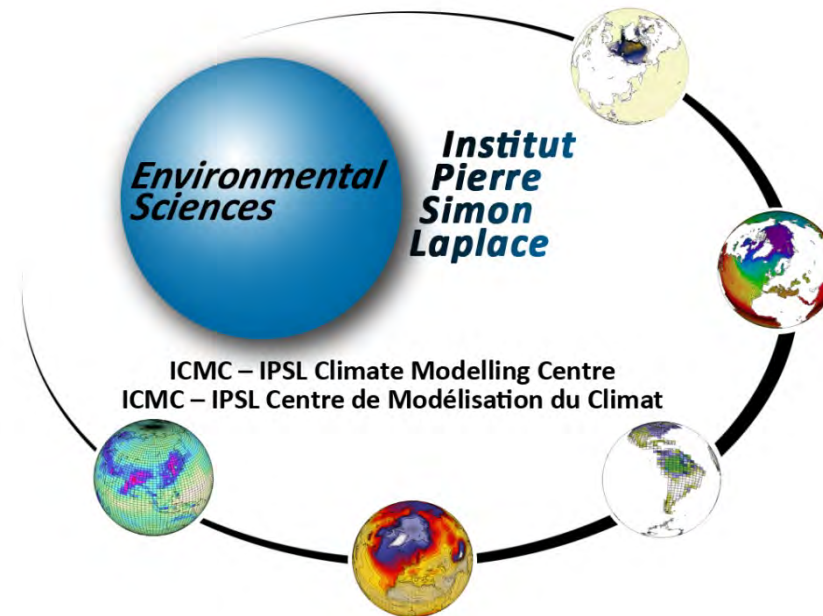 Environmental
Sciences
Institut
Pierre
Simon
Laplace
ICMC – IPSL Climate Modelling Centre
ICMC – IPSL Centre de Modélisation du Climat